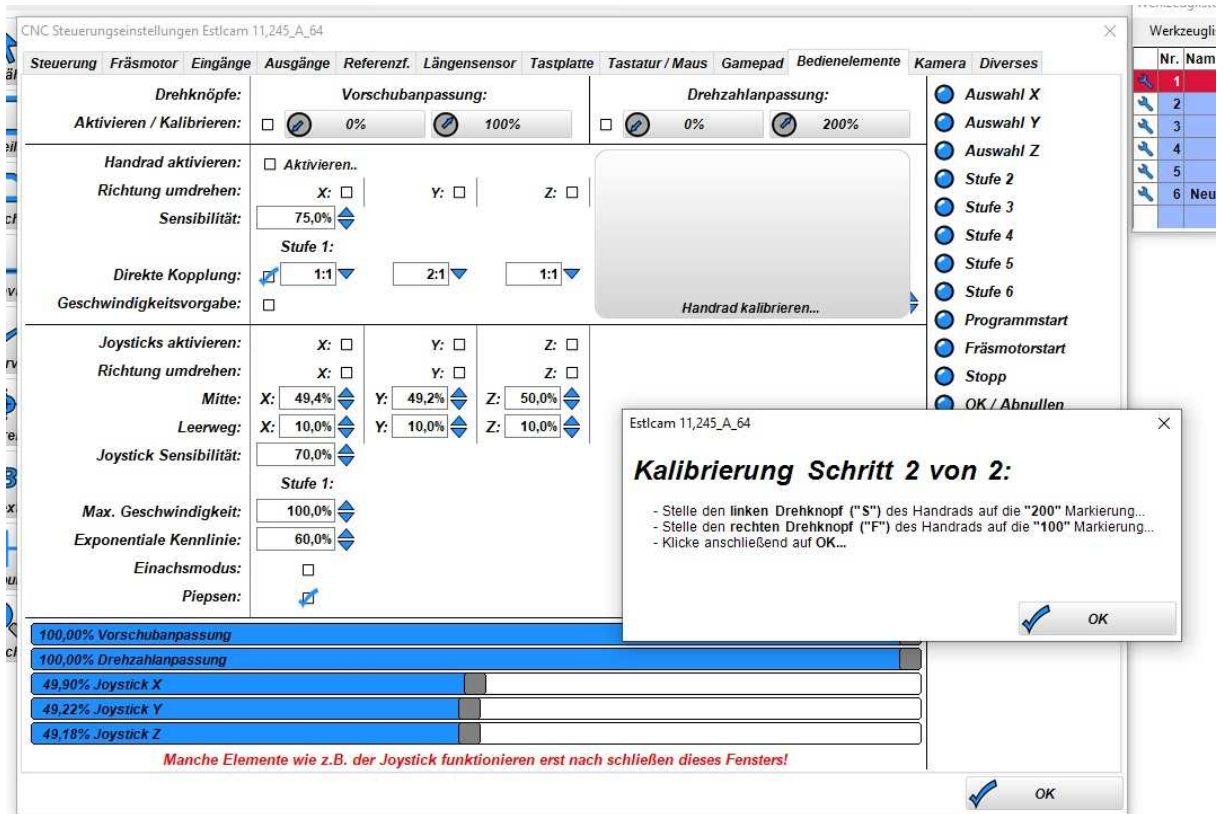 CNC Steuerungseinstellungen Estlcam 11,245_A_64
Steuerung Fräsmotor Eingänge Ausgänge Referenzf. Längensensor Tastplatte Tastatur / Maus Gamepad Bedienelemente Kamera Diverses
Drehknöpfe: Vorschubanpassung: Drehzahlanpassung:
Aktivieren / Kalibrieren: 0% 100% 0% 200%
Handrad aktivieren: Aktivieren..
Richtung umdrehen: X: Y: Z:
Sensibilität: 75,0%
Stufe 1:
Direkte Kopplung: 1:1 2:1 1:1
Geschwindigkeitsvorgabe:
Handrad kalibrieren...
Joysticks aktivieren: X: Y: Z:
Richtung umdrehen: X: Y: Z:
Mitte: X: 49,4% Y: 49,2% Z: 50,0%
Leerweg: X: 10,0% Y: 10,0% Z: 10,0%
Joystick Sensibilität: 70,0%
Stufe 1:
Max. Geschwindigkeit: 100,0%
Exponentiale Kennlinie: 60,0%
Einachsmodus:
Piepsen:
100,00% Vorschubanpassung
100,00% Drehzahlanpassung
49,90% Joystick X
49,22% Joystick Y
49,18% Joystick Z
Manche Elemente wie z.B. der Joystick funktionieren erst nach schließen dieses Fensters!
Auswahl X
Auswahl Y
Auswahl Z
Stufe 2
Stufe 3
Stufe 4
Stufe 5
Stufe 6
Programmstart
Fräsmotorstart
Stopp
OK / Abnullen
Estlcam 11,245_A_64
Kalibrierung Schritt 2 von 2:
- Stelle den linken Drehknopf ("S") des Handrads auf die "200" Markierung...
- Stelle den rechten Drehknopf ("F") des Handrads auf die "100" Markierung...
- Klicke anschließend auf OK...
OK
OK
Werkzeugli
Nr. Nam
1
2
3
4
5
6 Neu